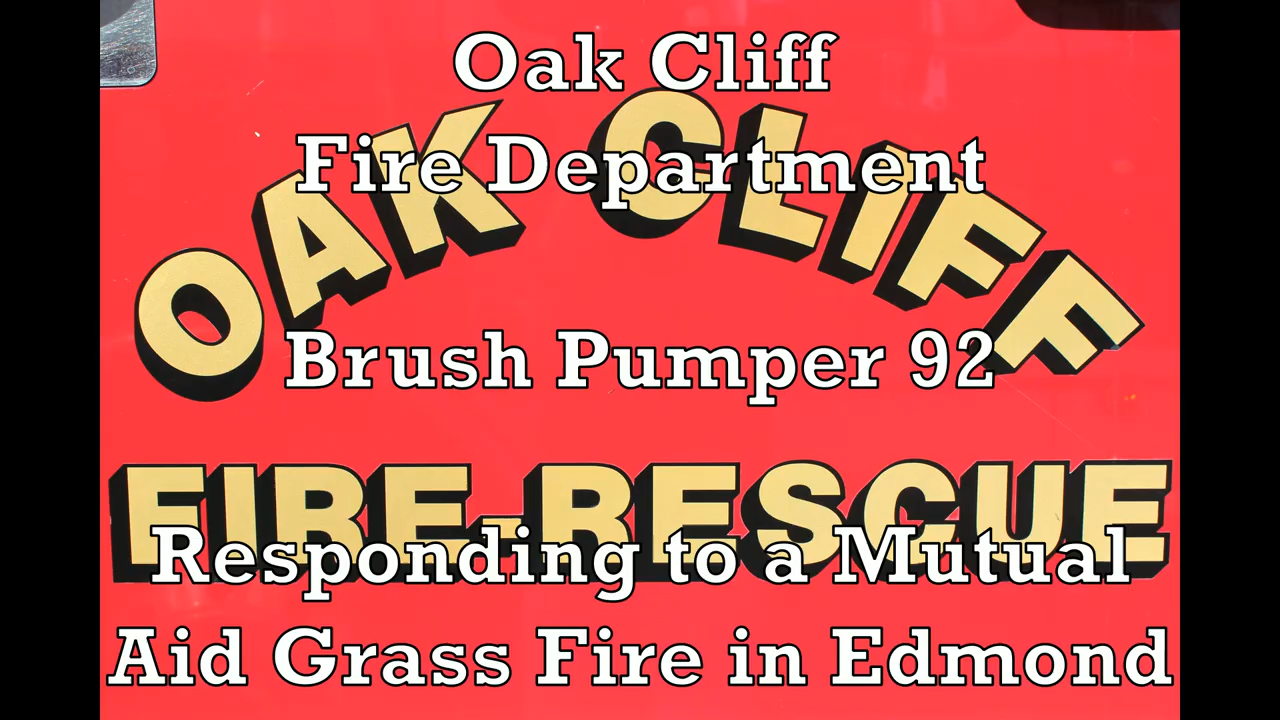 Oak Cliff
OAK CLIFF
Fire Department
Brush Pumper 92
FIRE-RESCUE
Responding to a Mutual
Aid Grass Fire in Edmond